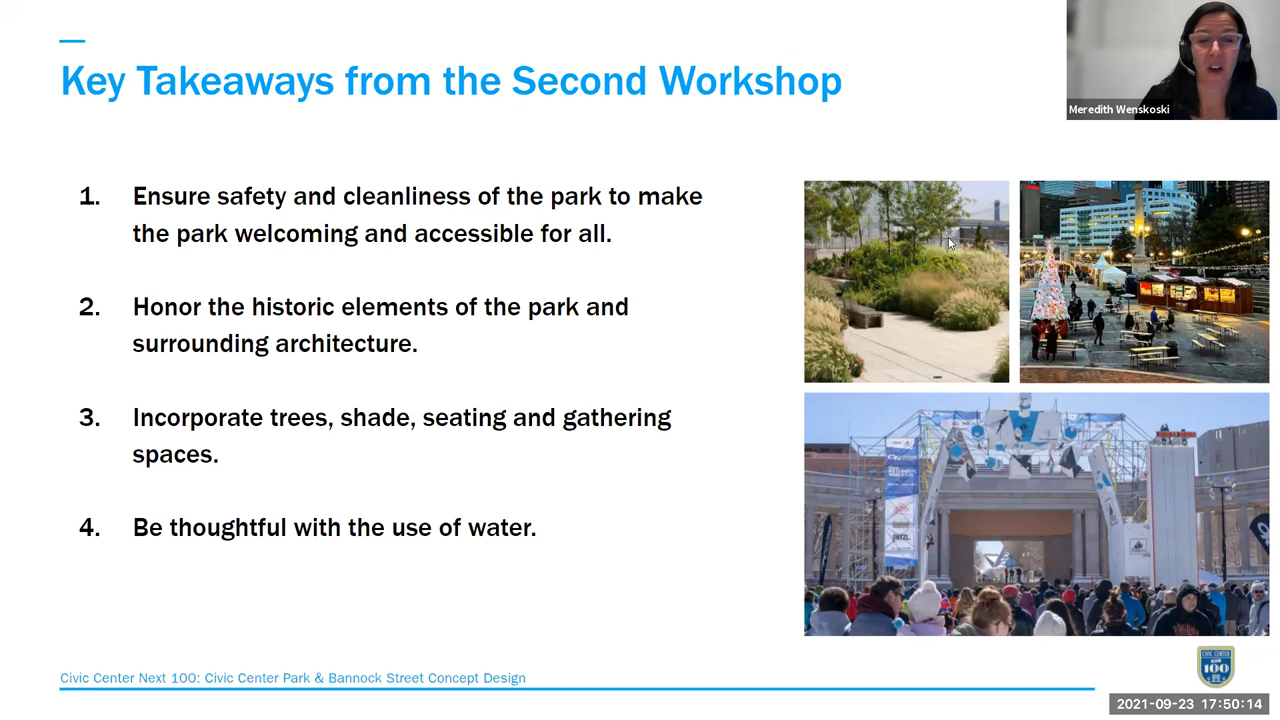 Key Takeaways from the Second Workshop
Meredith Wenskoski
1. Ensure safety and cleanliness of the park to make
the park welcoming and accessible for all.
2. Honor the historic elements of the park and
surrounding architecture.
3. Incorporate trees, shade, seating and gathering
spaces.
4. Be thoughtful with the use of water.
Civic Center Next 100: Civic Center Park & Bannock Street Concept Design
CIVIC CENTER
100
2021-09-23 17:50:14